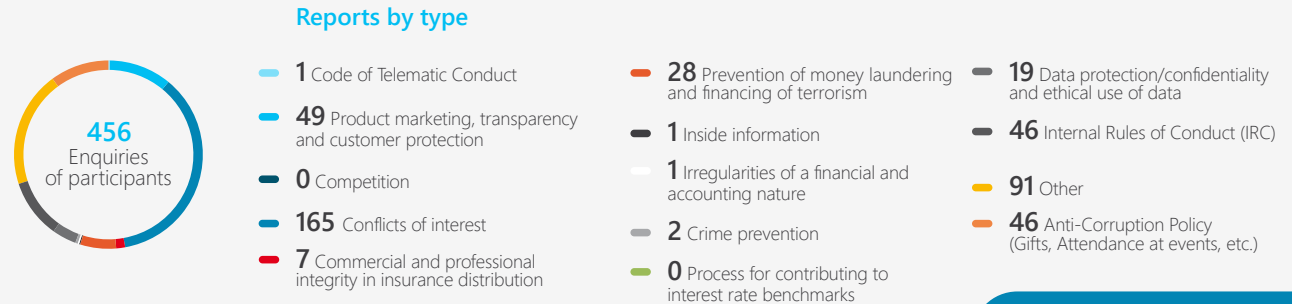 Reports by type
456
Enquiries
of participants
1 Code of Telematic Conduct
49 Product marketing, transparency
and customer protection
0 Competition
165 Conflicts of interest
7 Commercial and professional
integrity in insurance distribution
28 Prevention of money laundering
and financing of terrorism
1 Inside information
1 Irregularities of a financial and
accounting nature
2 Crime prevention
0 Process for contributing to
interest rate benchmarks
19 Data protection/confidentiality
and ethical use of data
46 Internal Rules of Conduct (IRC)
91 Other
46 Anti-Corruption Policy
(Gifts, Attendance at events, etc.)